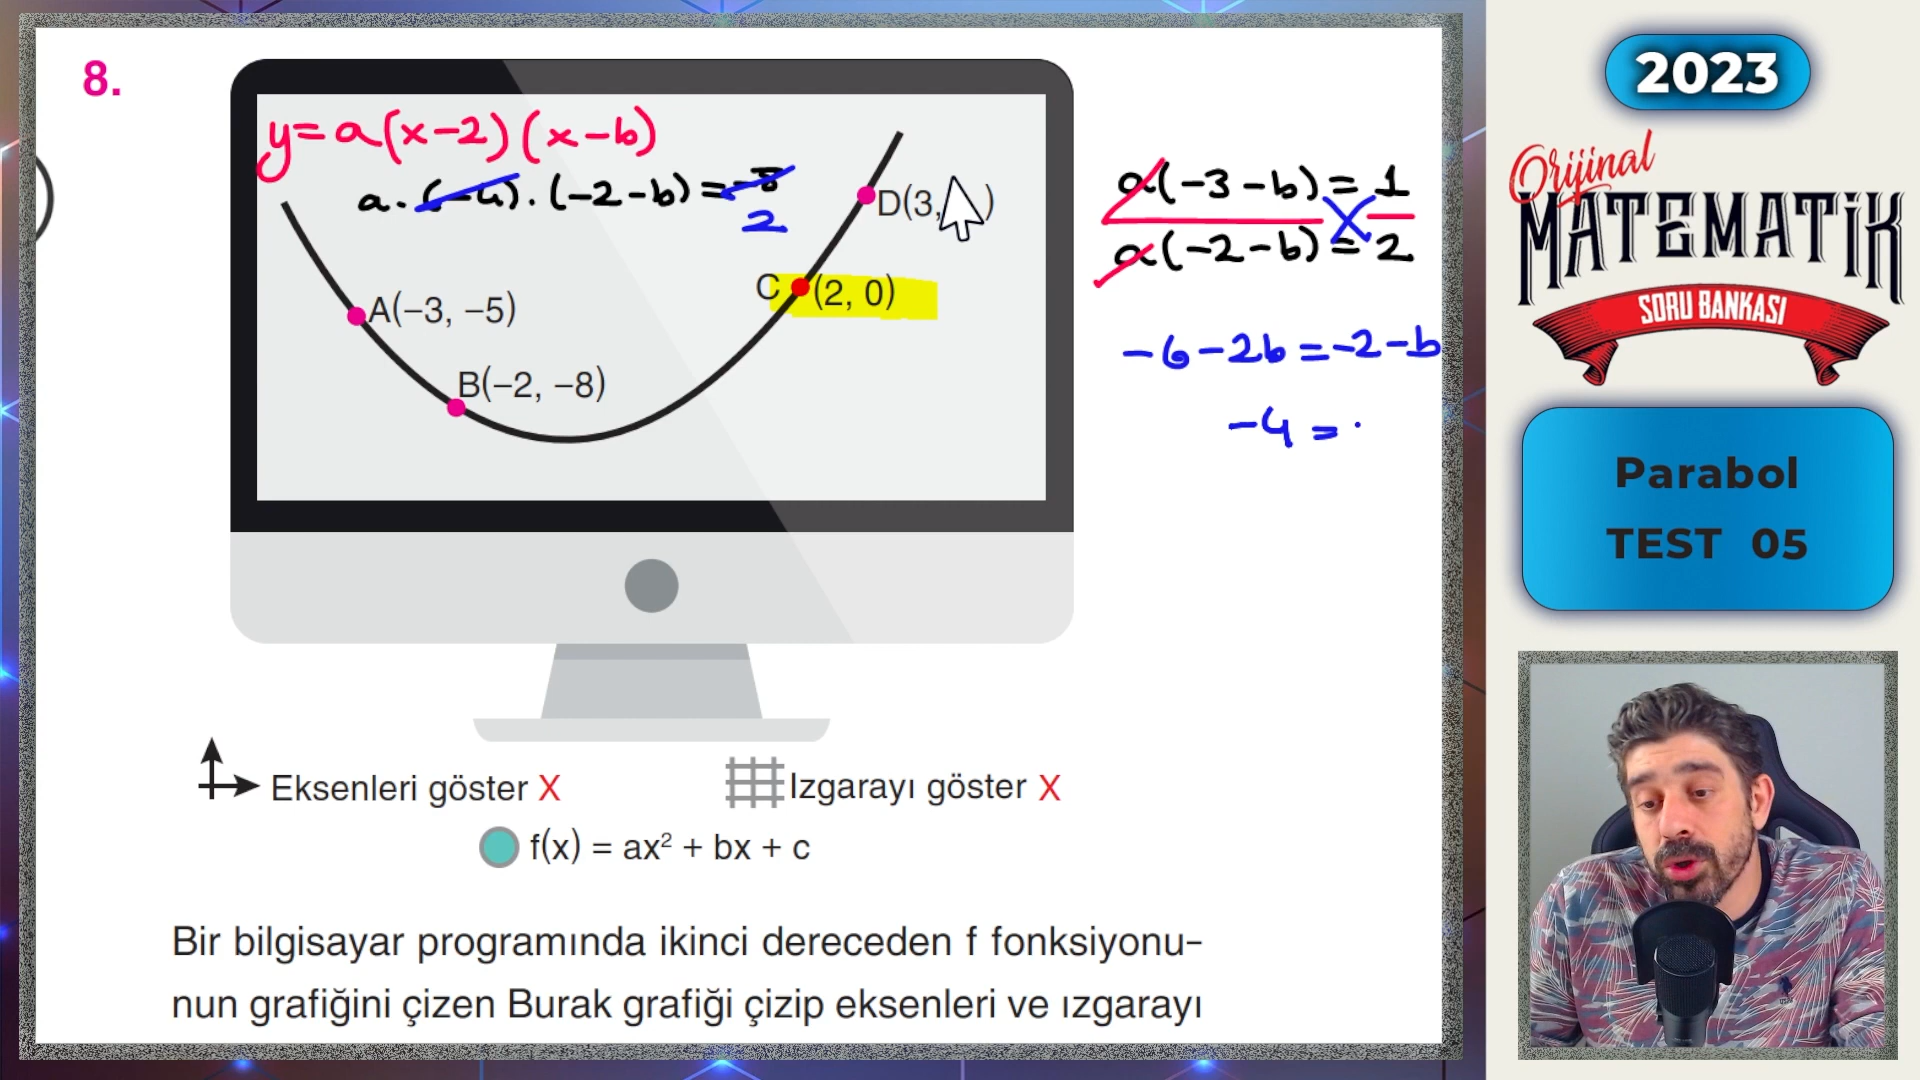 8.
y=a(x-2)(x-b)
a.(-4).(-2-b)=-8
2
D(3, )
A(−3, −5)
C (2, 0)
B(−2, −8)
a(-3-b)=1
a(-2-b)=2
-6-2b=-2-b
-4=
Eksenleri göster X
Izgarayı göster X
f(x) = ax² + bx + c
Bir bilgisayar programında ikinci dereceden f fonksiyonu-
nun grafiğini çizen Burak grafiği çizip eksenleri ve ızgarayı
2023
Orijinal
MATEMATİK
SORU BANKASI
Parabol
TEST 05